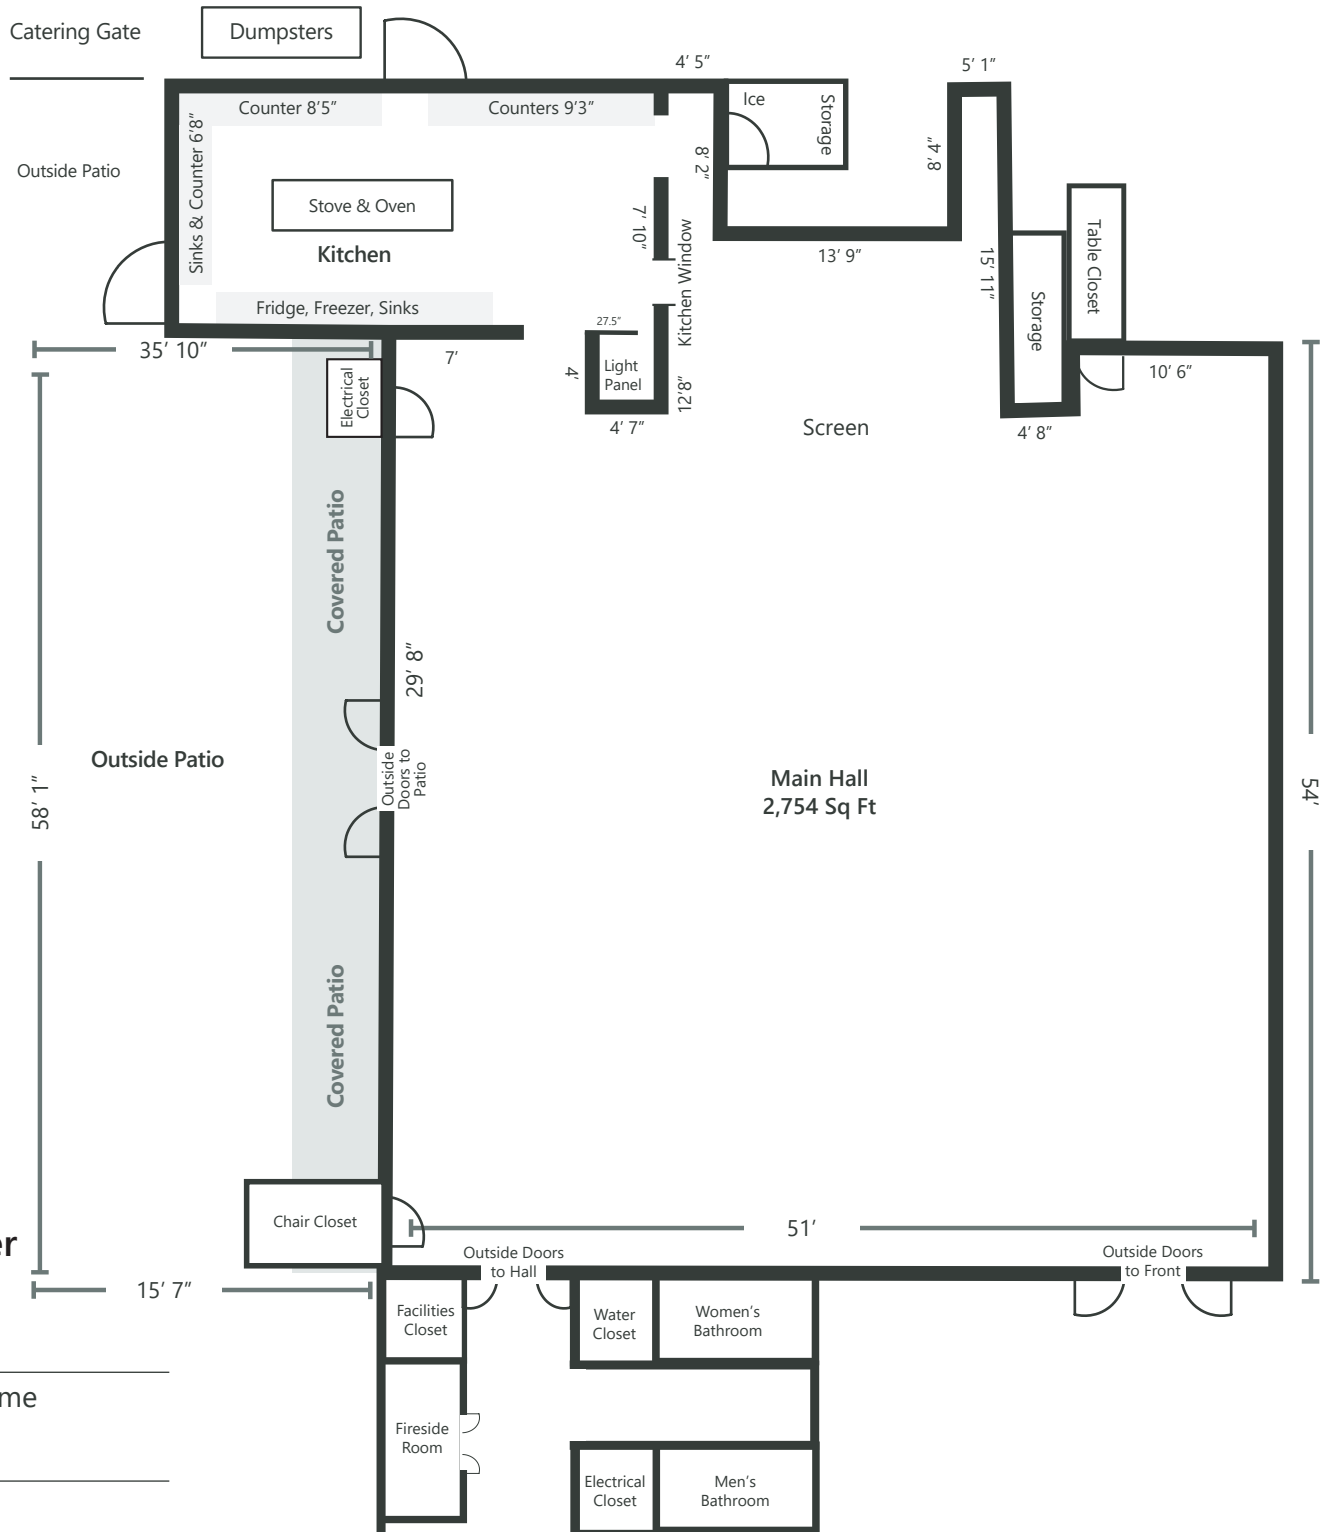 Catering Gate
Dumpsters
4' 5"
5' 1"
Counter 8'5"
Counters 9'3"
Ice
Storage
Outside Patio
Sinks & Counter 6'8"
8' 2"
8' 4"
Stove & Oven
Kitchen
7' 10"
Kitchen Window
13' 9"
15' 11"
Table Closet
Storage
Fridge, Freezer, Sinks
27.5"
35' 10"
7'
Electrical
Closet
4'
Light
Panel
12'8"
4' 7"
Screen
4' 8"
10' 6"
Covered Patio
29' 8"
Outside Patio
58' 1"
Outside
Doors to
Patio
Main Hall
2,754 Sq Ft
54'
Covered Patio
Chair Closet
51'
er
Outside Doors
to Hall
Outside Doors
to Front
15' 7"
Facilities
Closet
Water
Closet
Women's
Bathroom
me
Fireside
Room
Electrical
Closet
Men's
Bathroom